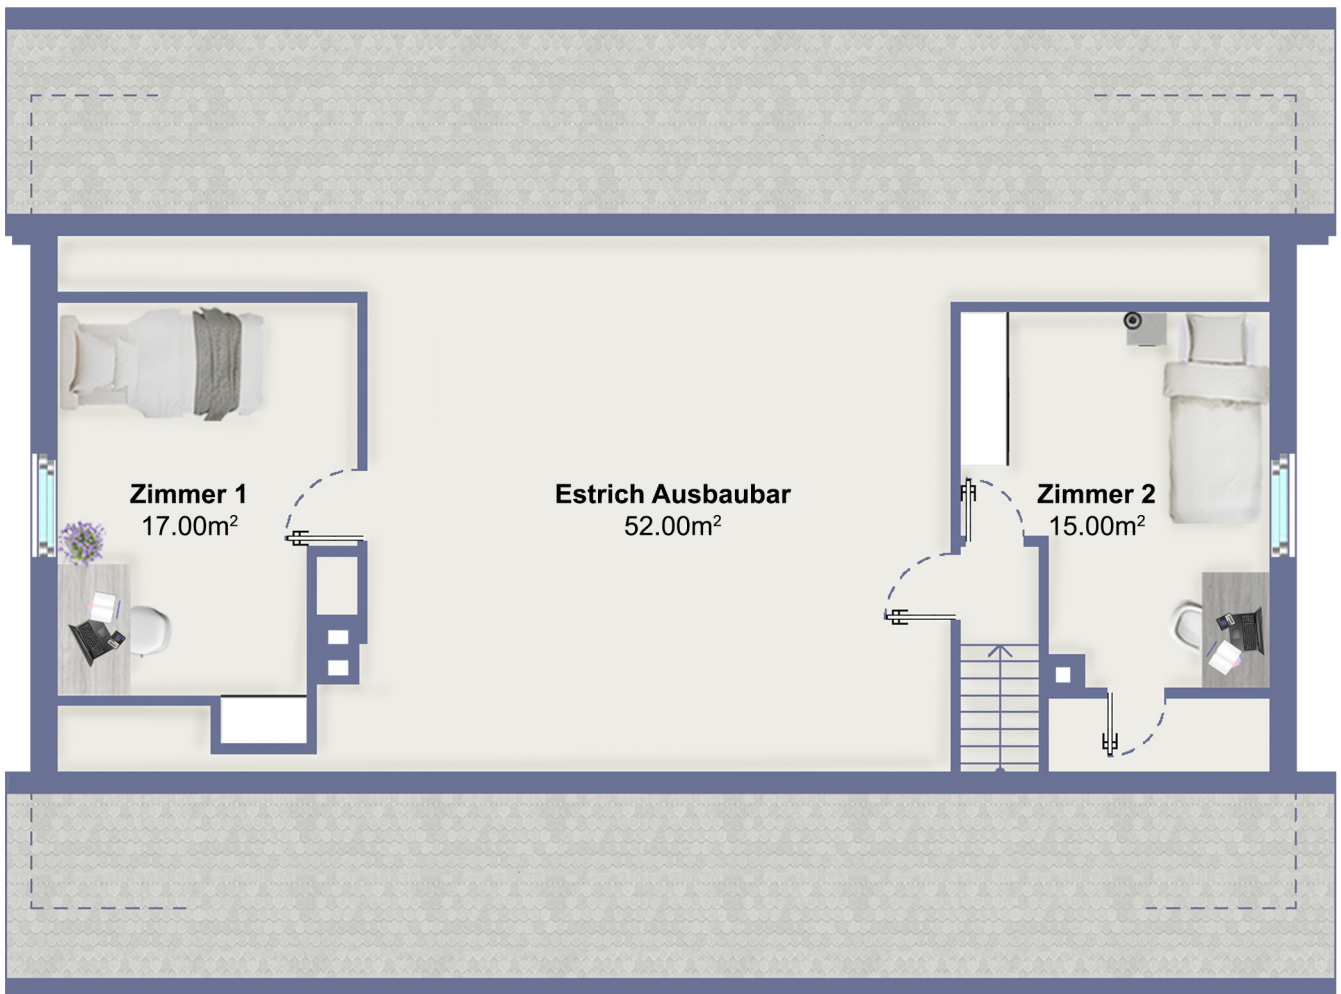 Zimmer 1
17.00m²
Estrich Ausbaubar
52.00m²
Zimmer 2
15.00m²